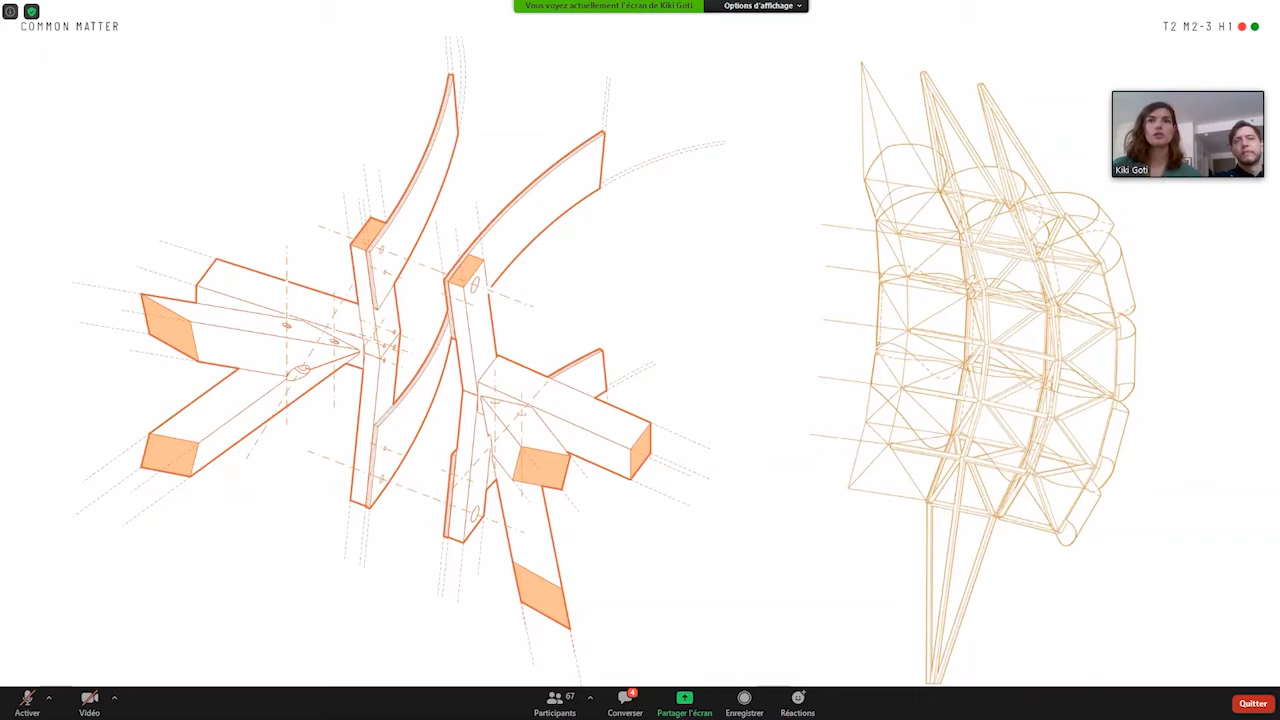 Vous voyez actuellement l'écran de Kiki Goti
Options d'affichage
COMMON MATTER
T2 M2-3 H1
Kiki Goti
Activer
Vidéo
67
Participants
4
Converser
Partager l'écran
Enregistrer
Réactions
Quitter